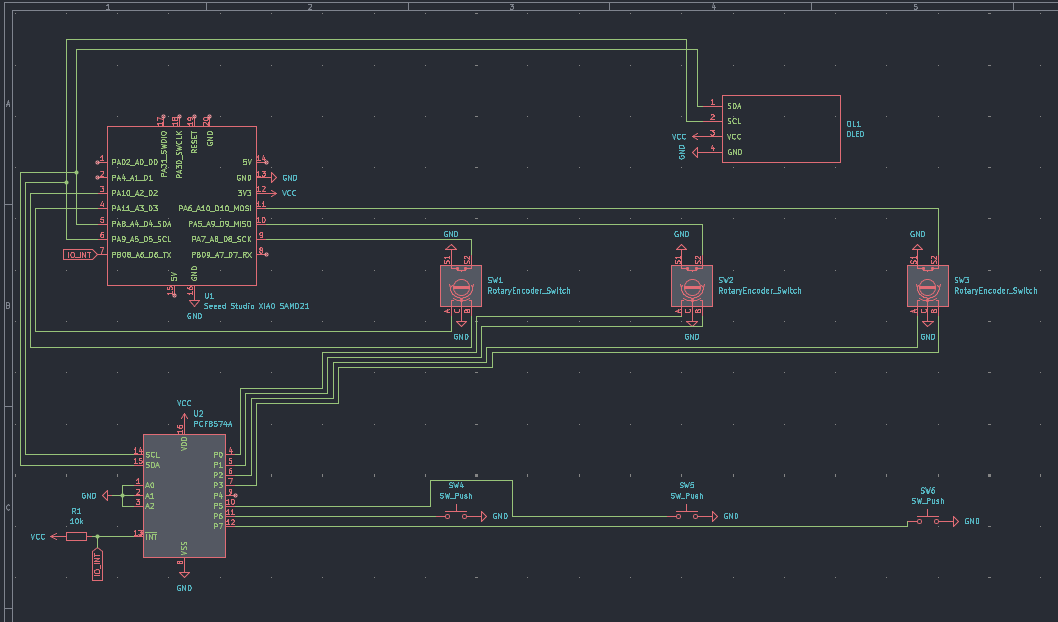 1 2 3 4 5
A
B
C
1 SDA
2 SCL
VCC 3 VCC
GND 4 GND
OL1
OLED
17 18 19 20
PA31_SWDIO
PA30_SWCLK
RESET
GND
1 PA02_A0_D0
2 PA4_A1_D1
3 PA10_A2_D2
4 PA11_A3_D3
5 PA8_A4_D4_SDA
6 PA9_A5_D5_SCL
7 PB08_A6_D6_TX
IO_INT
5V 14
GND 13 GND
3V3 12 VCC
PA6_A10_D10_MOSI 11
PA5_A9_D9_MISO 10
PA7_A8_D8_SCK 9
PB09_A7_D7_RX 8
5V
GND
15 16
GND
U1
Seeed Studio XIAO SAMD21
GND
S1 S2
SW1
RotaryEncoder_Switch
A C B
GND
GND
S1 S2
SW2
RotaryEncoder_Switch
A C B
GND
GND
S1 S2
SW3
RotaryEncoder_Switch
A C B
GND
VCC
U2
PCF8574A
16
VDD
14 SCL
15 SDA
1 A0
2 A1
3 A2
13 INT
P0 4
P1 5
P2 6
P3 7
P4 9
P5 10
P6 11
P7 12
VSS
8
GND
GND
R1
10k
VCC
IO_INT
SW4
SW_Push
GND
SW5
SW_Push
GND
SW6
SW_Push
GND